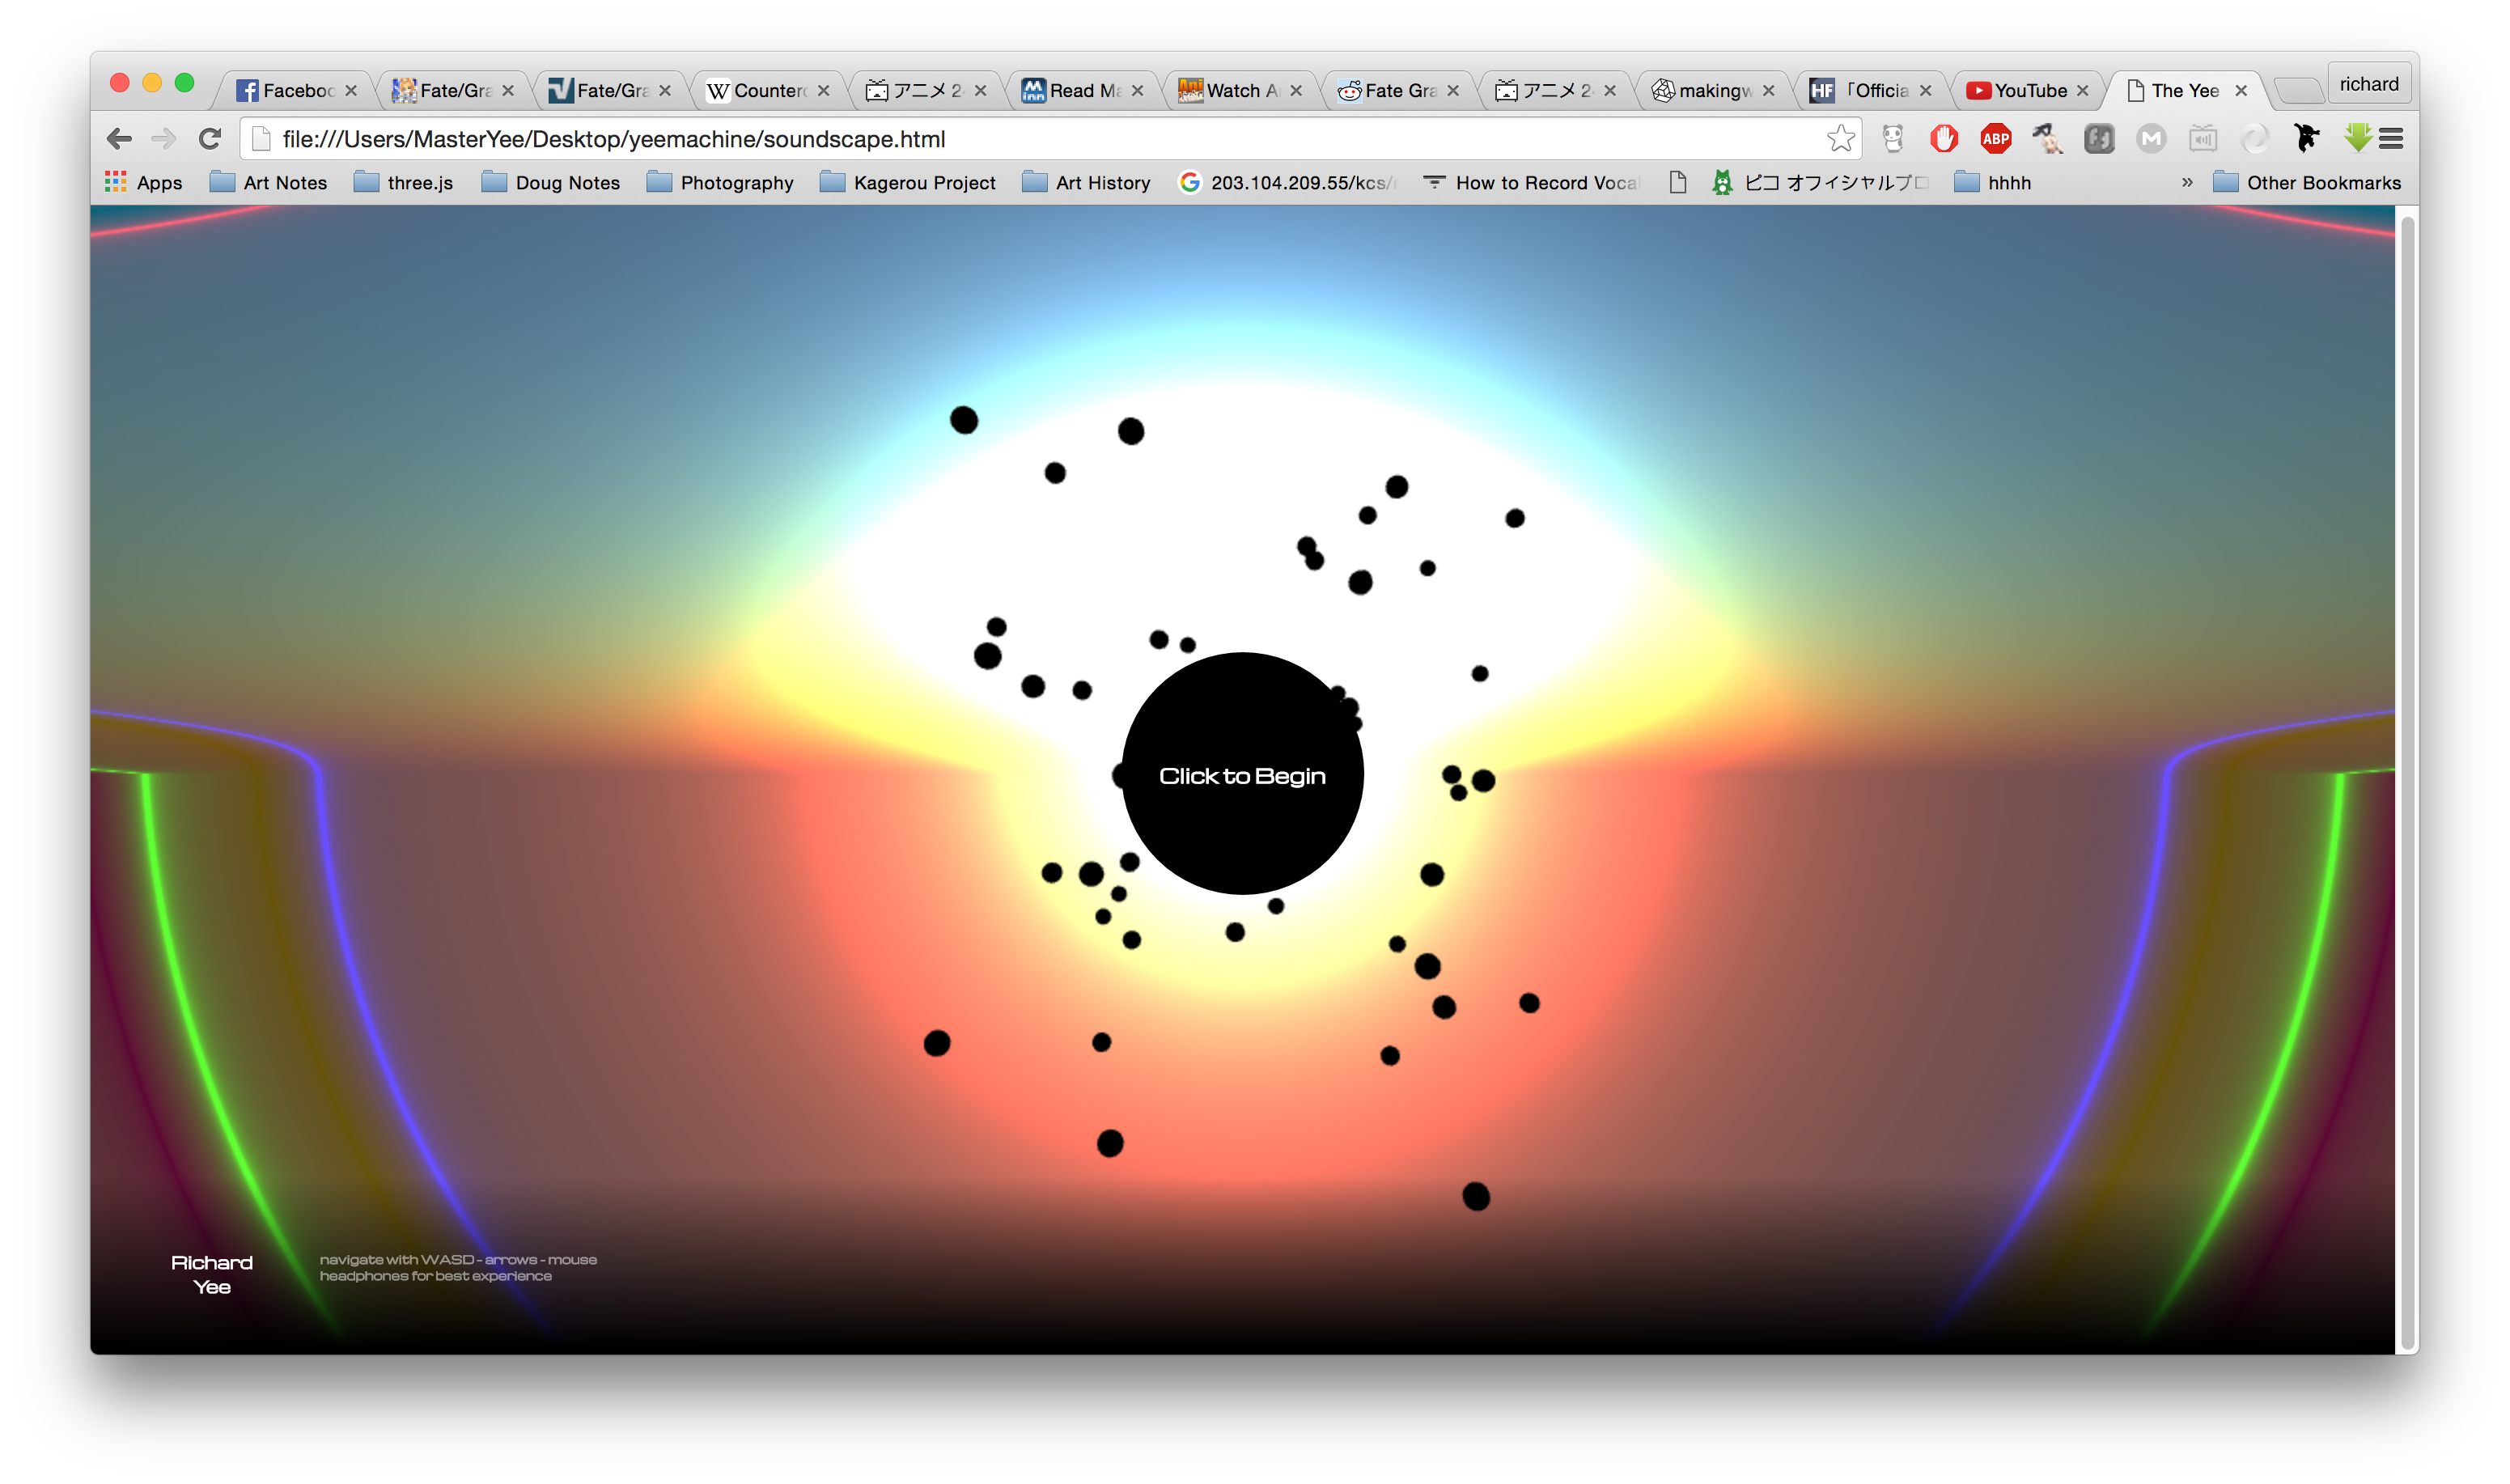 Facebo
Fate/Gra
Fate/Gra
Counter
アニメ 2
Read Ma
Watch A
Fate Gra
アニメ 2
makingw
「Officia
YouTube
The Yee
richard
file:///Users/MasterYee/Desktop/yeemachine/soundscape.html
ABP
Apps
Art Notes
three.js
Doug Notes
Photography
Kagerou Project
Art History
203.104.209.55/kcs/
How to Record Voca
ピコ オフィシャルブロ
hhhh
»
Other Bookmarks
Click to Begin
Richard
Yee
navigate with WASD - arrows - mouse
headphones for best experience